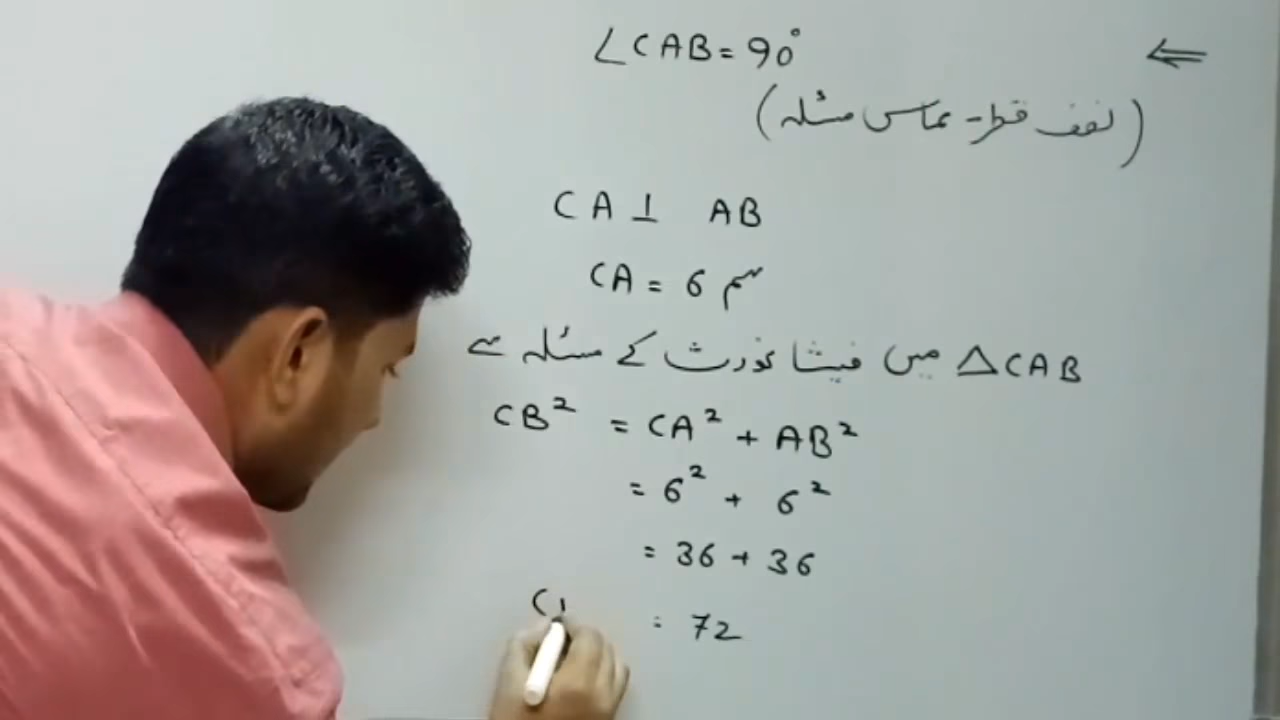 ⇐ ∠CAB = 90°
(نصف قطر - مماس مسئلہ)
CA ⊥ AB
CA = 6 سم
△CAB میں فیثا غورث کے مسئلہ سے
CB² = CA² + AB²
= 6² + 6²
= 36 + 36
= 72
C